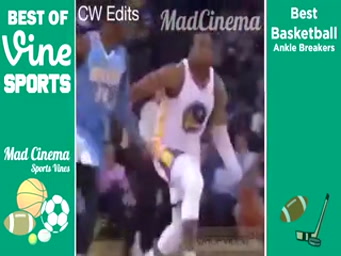 BEST OF
Vine
SPORTS
Mad Cinema
Sports Vines
CW Edits
MadCinema
Best
Basketball
Ankle Breakers